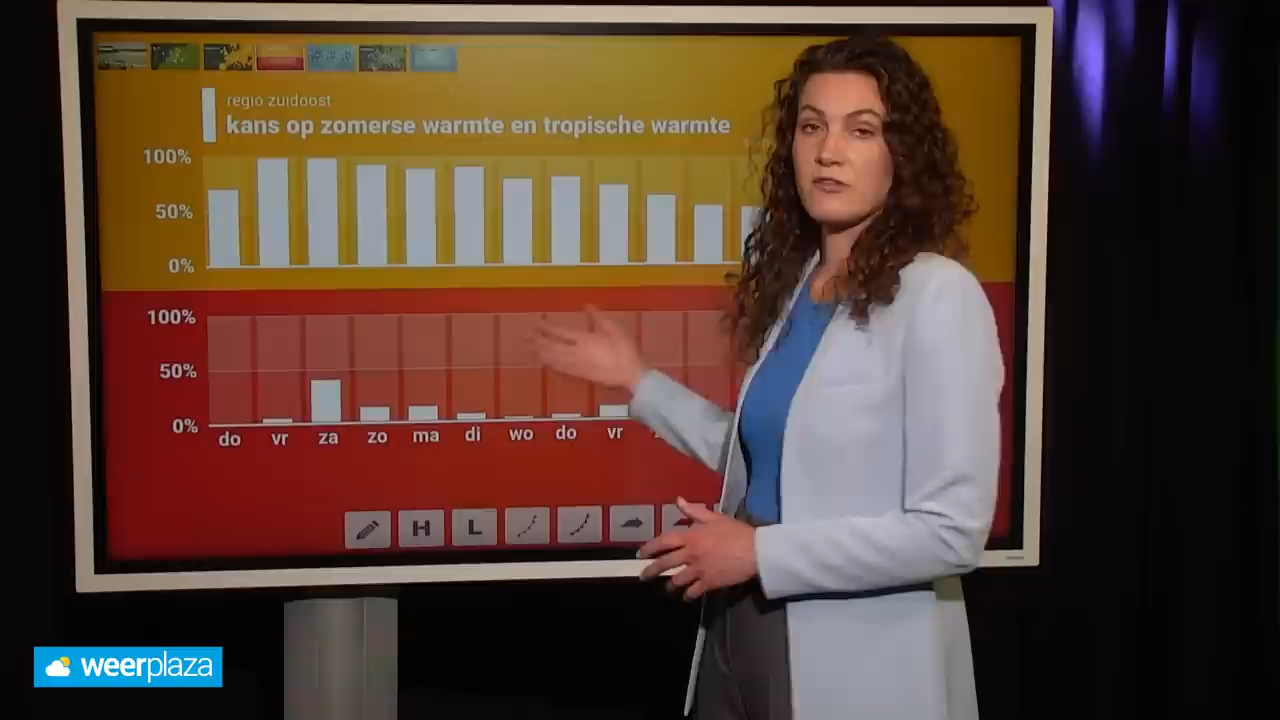 regio zuidoost
kans op zomerse warmte en tropische warmte
100%
50%
0%
100%
50%
0%
do vr za zo ma di wo do vr
H L
weerplaza